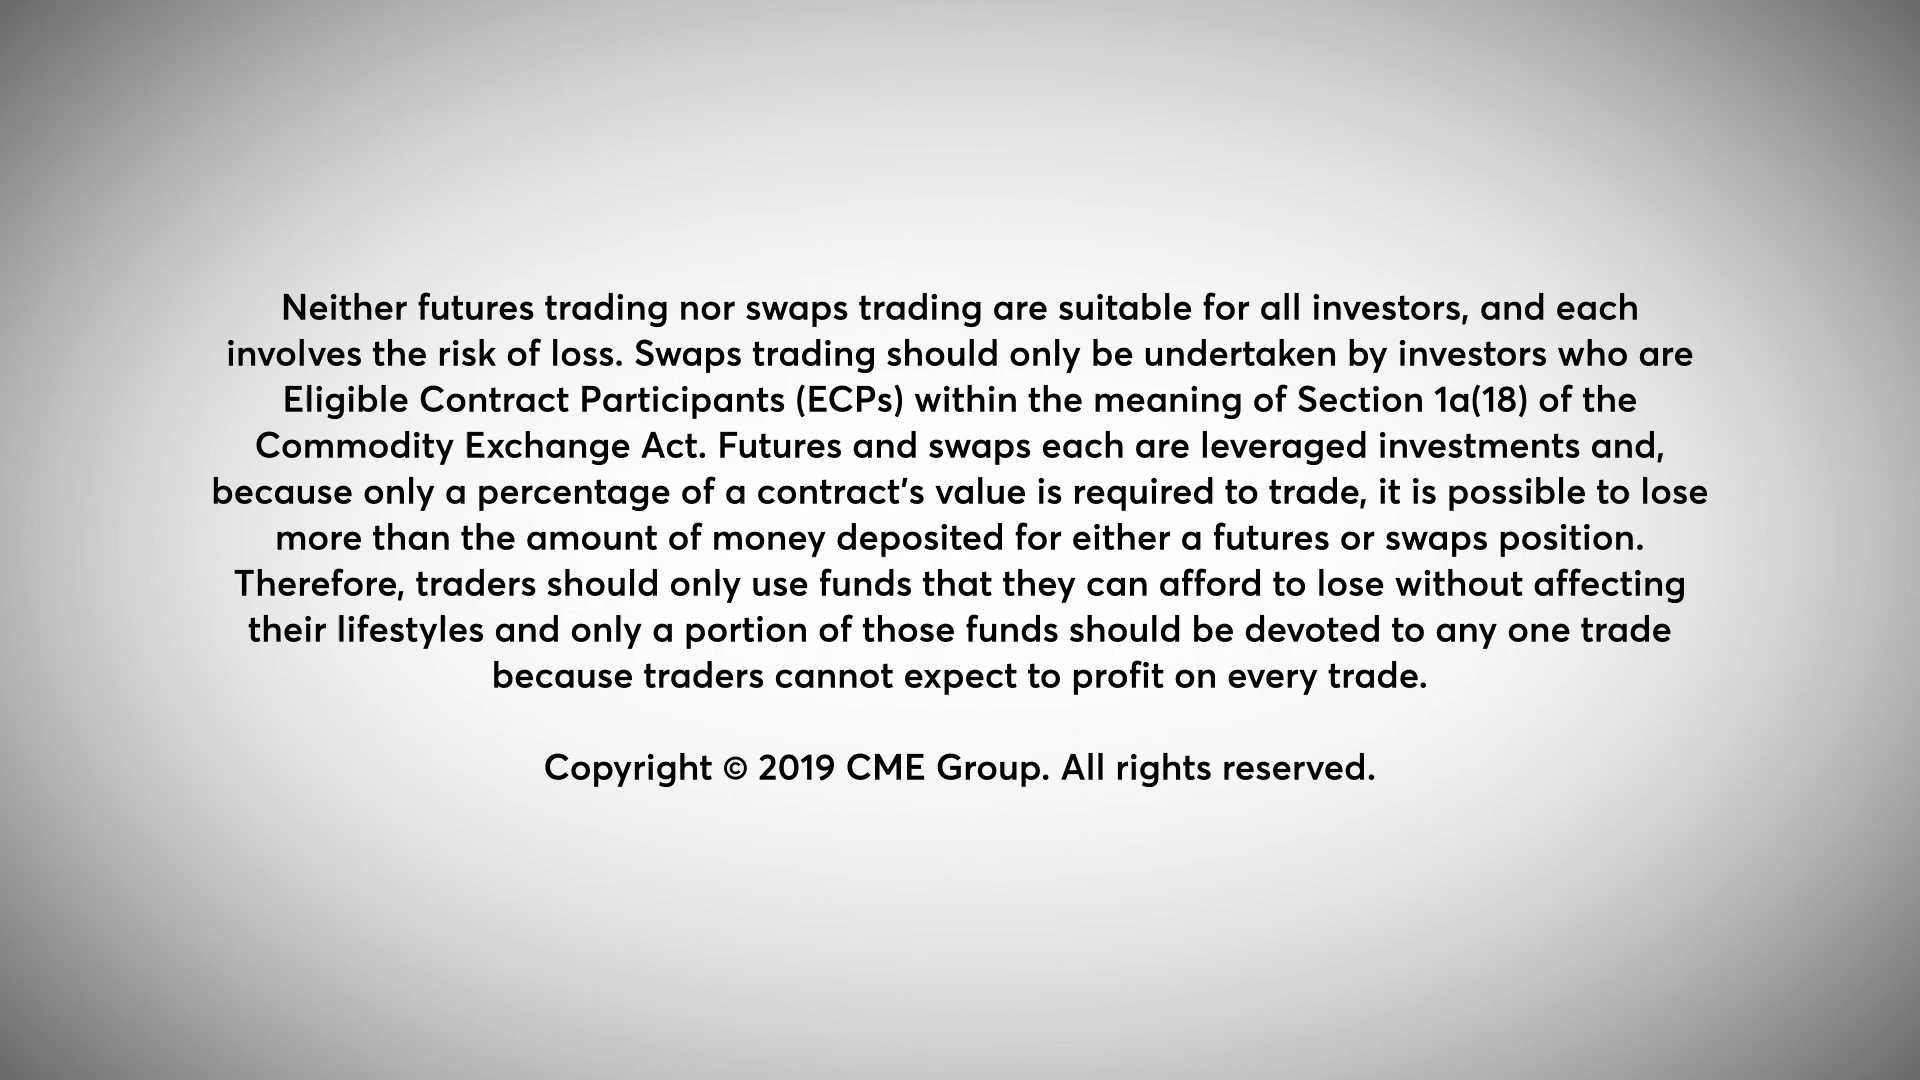 Neither futures trading nor swaps trading are suitable for all investors, and each
involves the risk of loss. Swaps trading should only be undertaken by investors who are
Eligible Contract Participants (ECPs) within the meaning of Section 1a(18) of the
Commodity Exchange Act. Futures and swaps each are leveraged investments and,
because only a percentage of a contract's value is required to trade, it is possible to lose
more than the amount of money deposited for either a futures or swaps position.
Therefore, traders should only use funds that they can afford to lose without affecting
their lifestyles and only a portion of those funds should be devoted to any one trade
because traders cannot expect to profit on every trade.
Copyright © 2019 CME Group. All rights reserved.